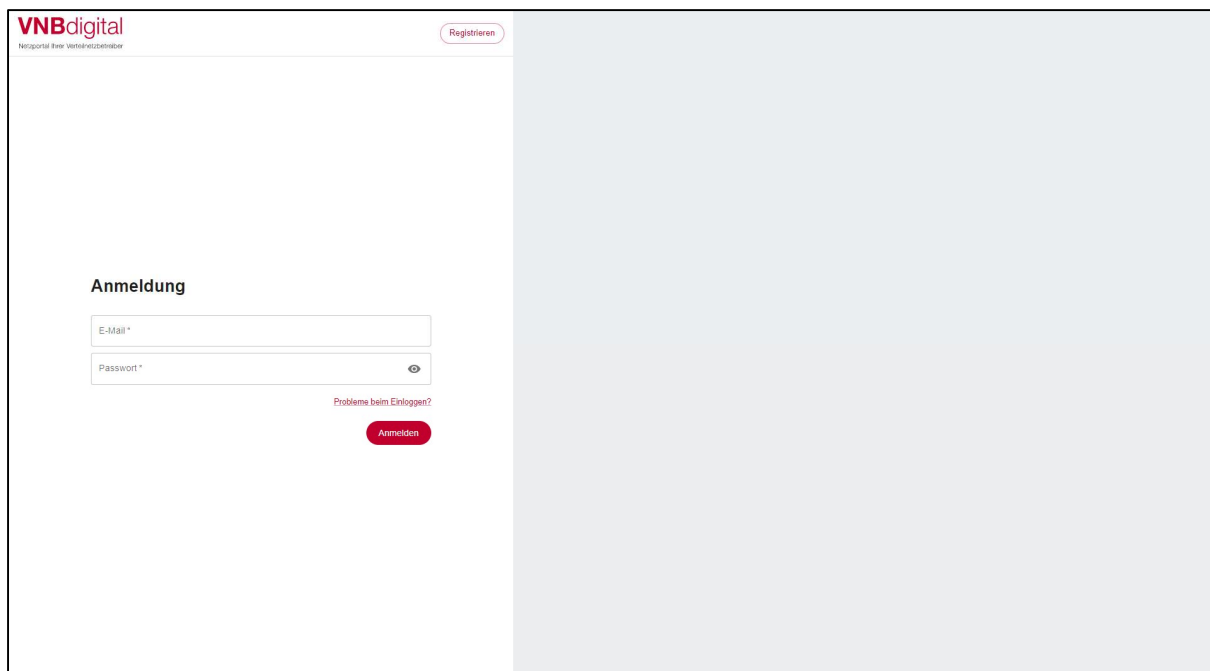 VNBdigital
Netzportal Ihrer Verteilnetzbetreiber
Registrieren
Anmeldung
E-Mail *
Passwort *
Probleme beim Einloggen?
Anmelden